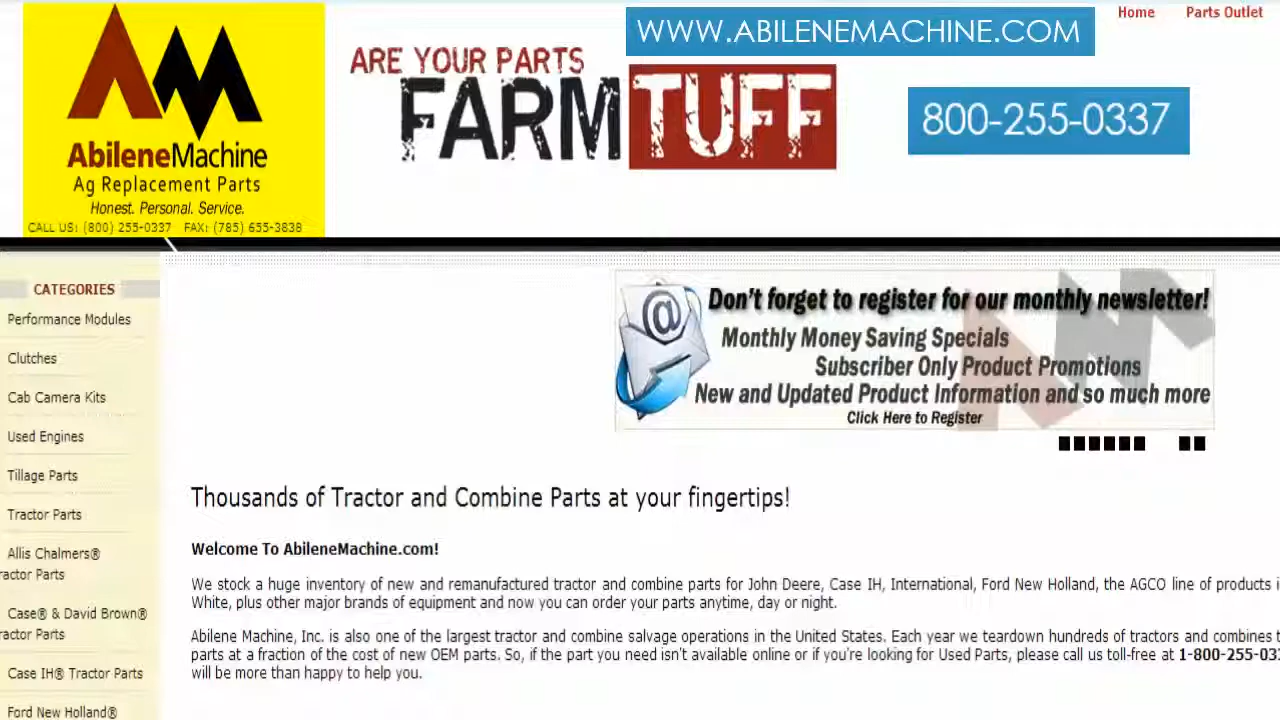 WWW.ABILENEMACHINE.COM
Home Parts Outlet
ARE YOUR PARTS
FARM TUFF
800-255-0337
AbileneMachine
Ag Replacement Parts
Honest. Personal. Service.
CALL US: (800) 255-0337 FAX: (785) 655-3838
CATEGORIES
Performance Modules
Clutches
Cab Camera Kits
Used Engines
Tillage Parts
Tractor Parts
Allis Chalmers®
ractor Parts
Case® & David Brown®
ractor Parts
Case IH® Tractor Parts
Ford New Holland®
Don't forget to register for our monthly newsletter!
Monthly Money Saving Specials
Subscriber Only Product Promotions
New and Updated Product Information and so much more
Click Here to Register
Thousands of Tractor and Combine Parts at your fingertips!
Welcome To AbileneMachine.com!
We stock a huge inventory of new and remanufactured tractor and combine parts for John Deere, Case IH, International, Ford New Holland, the AGCO line of products i
White, plus other major brands of equipment and now you can order your parts anytime, day or night.
Abilene Machine, Inc. is also one of the largest tractor and combine salvage operations in the United States. Each year we teardown hundreds of tractors and combines t
parts at a fraction of the cost of new OEM parts. So, if the part you need isn't available online or if you're looking for Used Parts, please call us toll-free at 1-800-255-03
will be more than happy to help you.